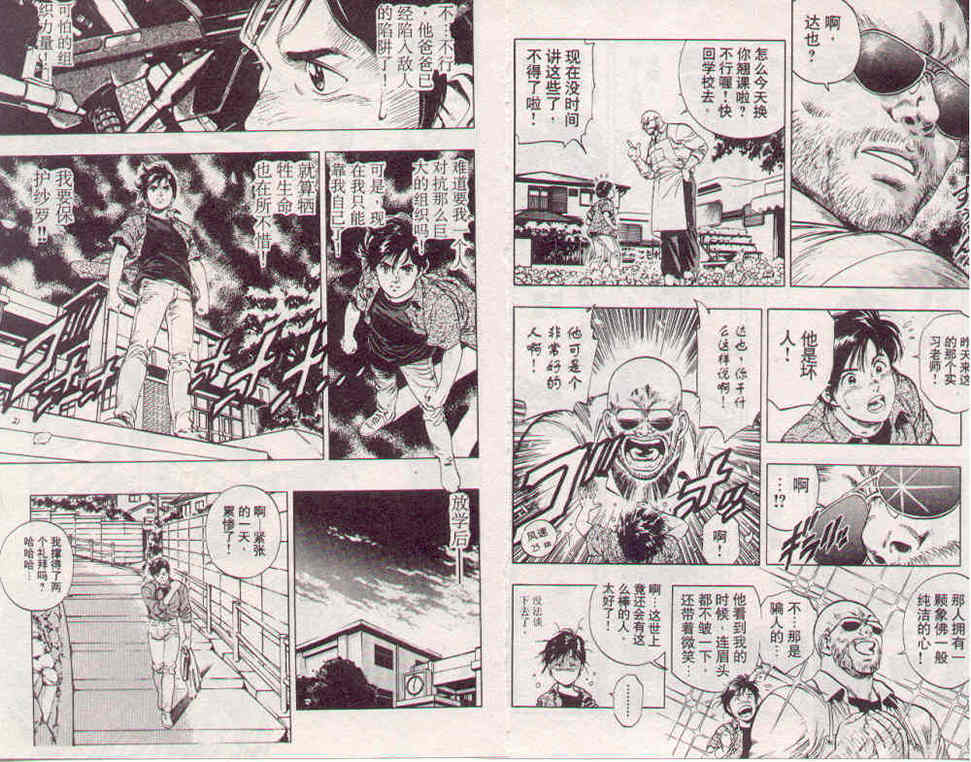 啊，
达也？
怎么今天换
你翘课啦？
不行喔！快
回学校去。
现在没时间
讲这些了，
不得了啦！
昨天来这
的那个实
习老师！
他是坏
人！
达也，你干什
么这样说啊！
他可是个
非常好的
人啊！
风速
25
啊！
啊
…!?
那人拥有一
颗象佛一般
纯洁的心！
不…那是
骗人的…
他看到我的
时候，连眉头
都不皱一下，
还带着微笑…
啊…这世上
竟还会有这
么棒的人，
太好了！
………
没法谈
下去了。
不…不行
他爸爸已
经陷入敌人
的陷阱了！
可怕的组
织力量！！
难道要我一个人
对抗那么巨
大的组织吗！
可是，现
在我只能
靠我自己了！
就算牺
牲生命
也在所不惜！
我要保
护纱罗!!
21
放学后
啊，紧张
的一天，
累惨了！
我撑得了两
个礼拜吗？
哈哈哈…